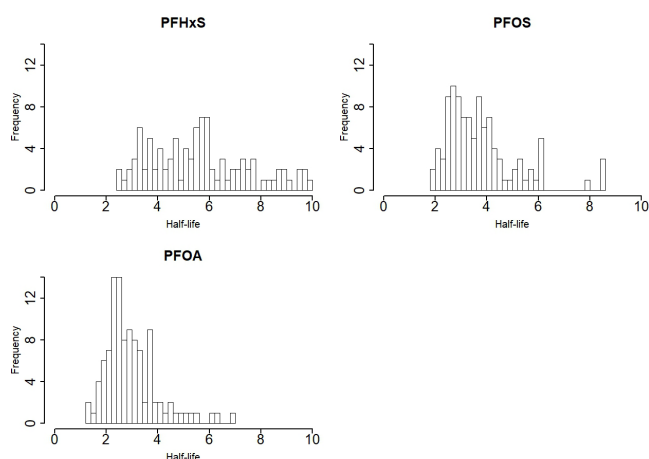 PFHxS
Frequency
0 4 8 12
0 2 4 6 8 10
Half-life
PFOS
Frequency
0 4 8 12
0 2 4 6 8 10
Half-life
PFOA
Frequency
0 4 8 12
0 2 4 6 8 10
Half-life